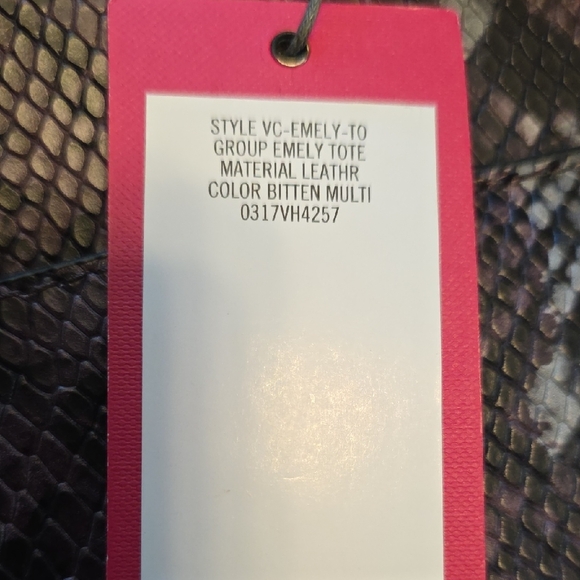 STYLE VC-EMELY-TO
GROUP EMELY TOTE
MATERIAL LEATHR
COLOR BITTEN MULTI
0317VH4257